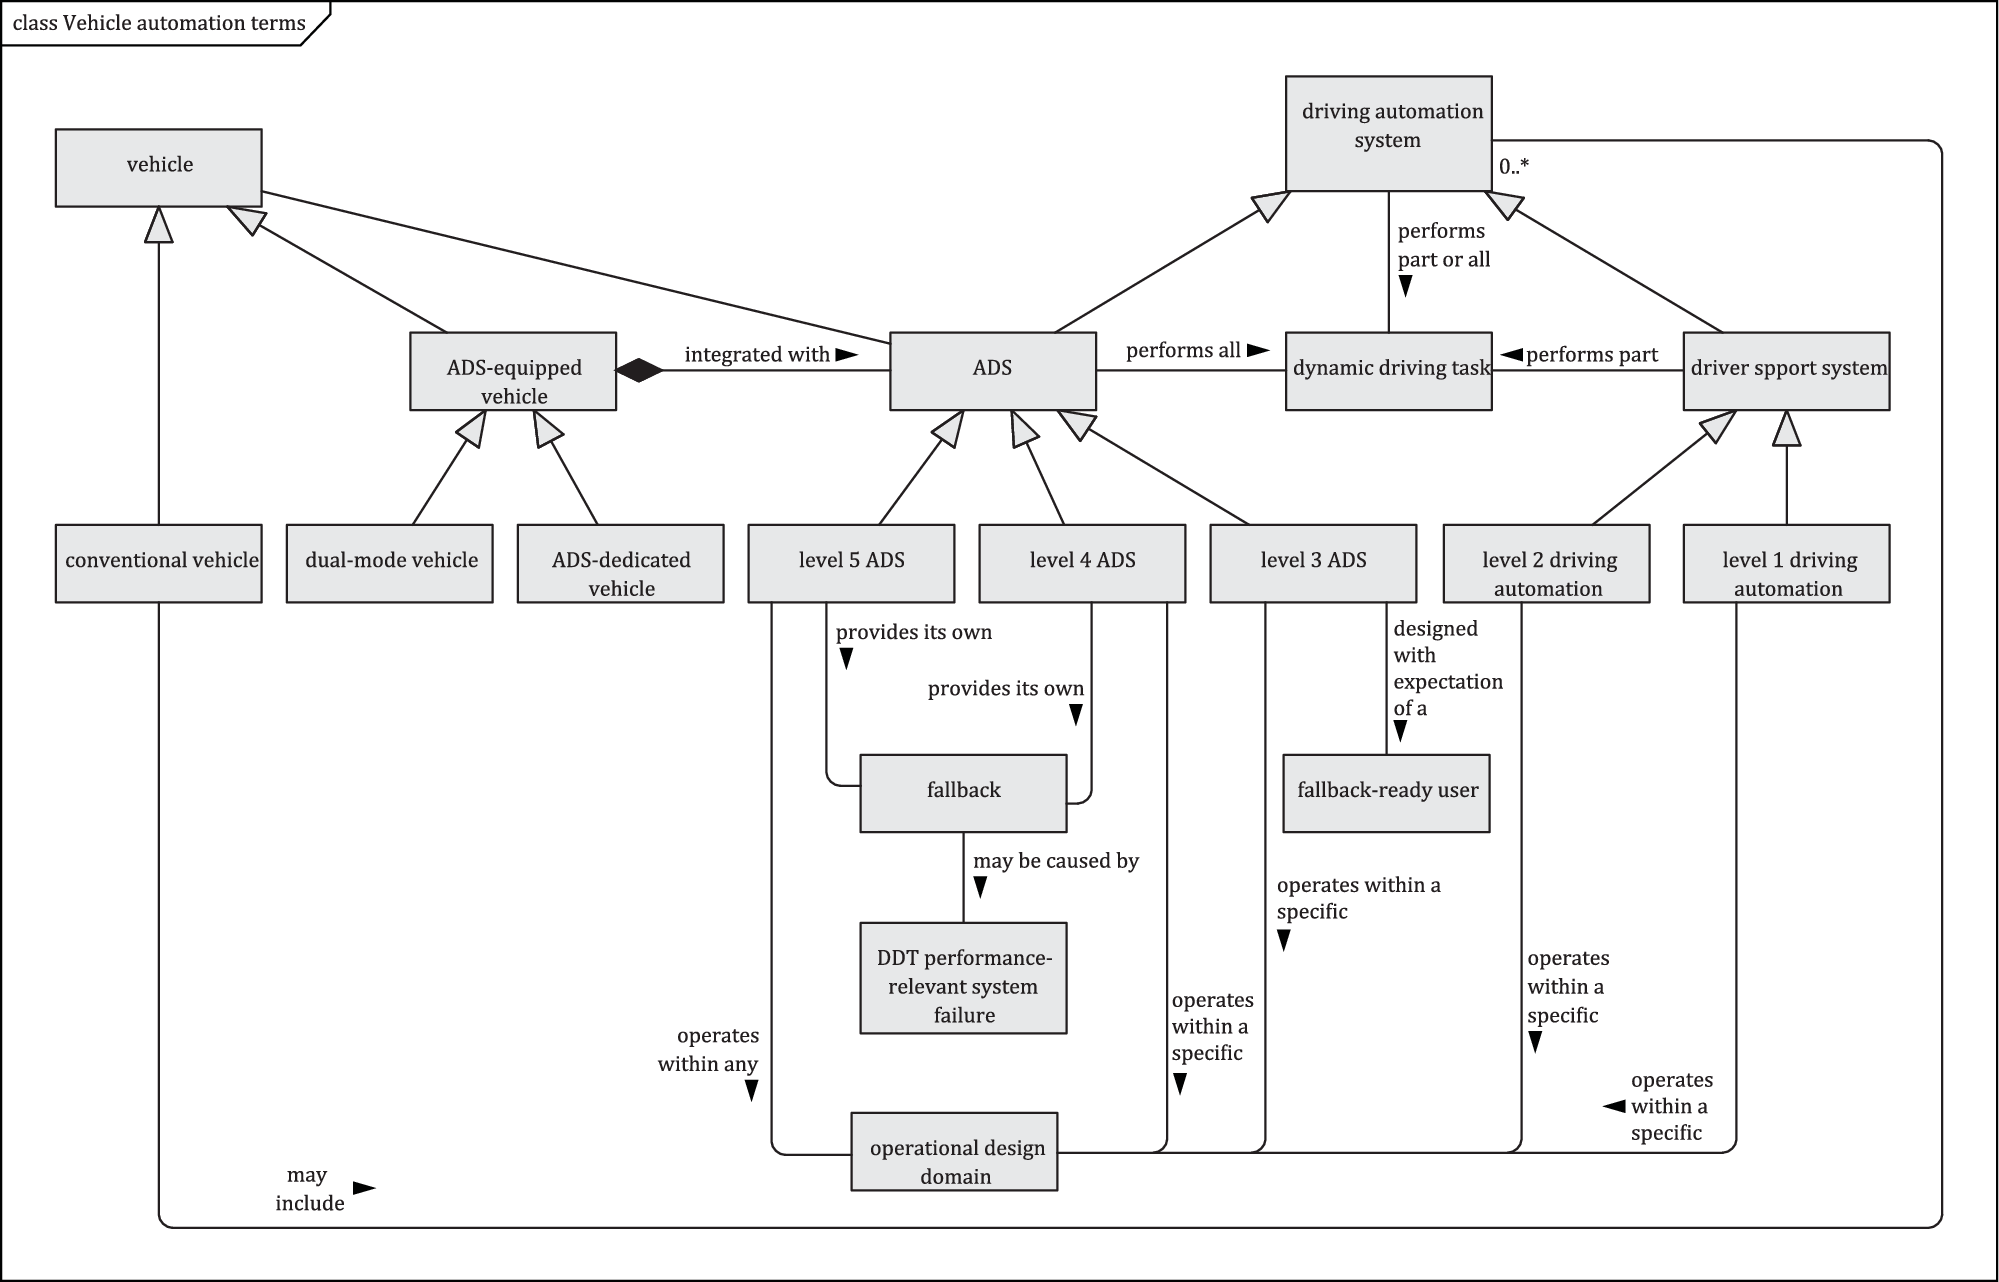 class Vehicle automation terms
driving automation
system
vehicle
0..*
performs
part or all
integrated with
performs all
performs part
ADS-equipped
vehicle
ADS
dynamic driving task
driver spport system
conventional vehicle
dual-mode vehicle
ADS-dedicated
vehicle
level 5 ADS
level 4 ADS
level 3 ADS
level 2 driving
automation
level 1 driving
automation
provides its own
provides its own
designed
with
expectation
of a
fallback
fallback-ready user
may be caused by
operates within a
specific
DDT performance-
relevant system
failure
operates
within any
operates
within a
specific
operates
within a
specific
operates
within a
specific
operational design
domain
may
include